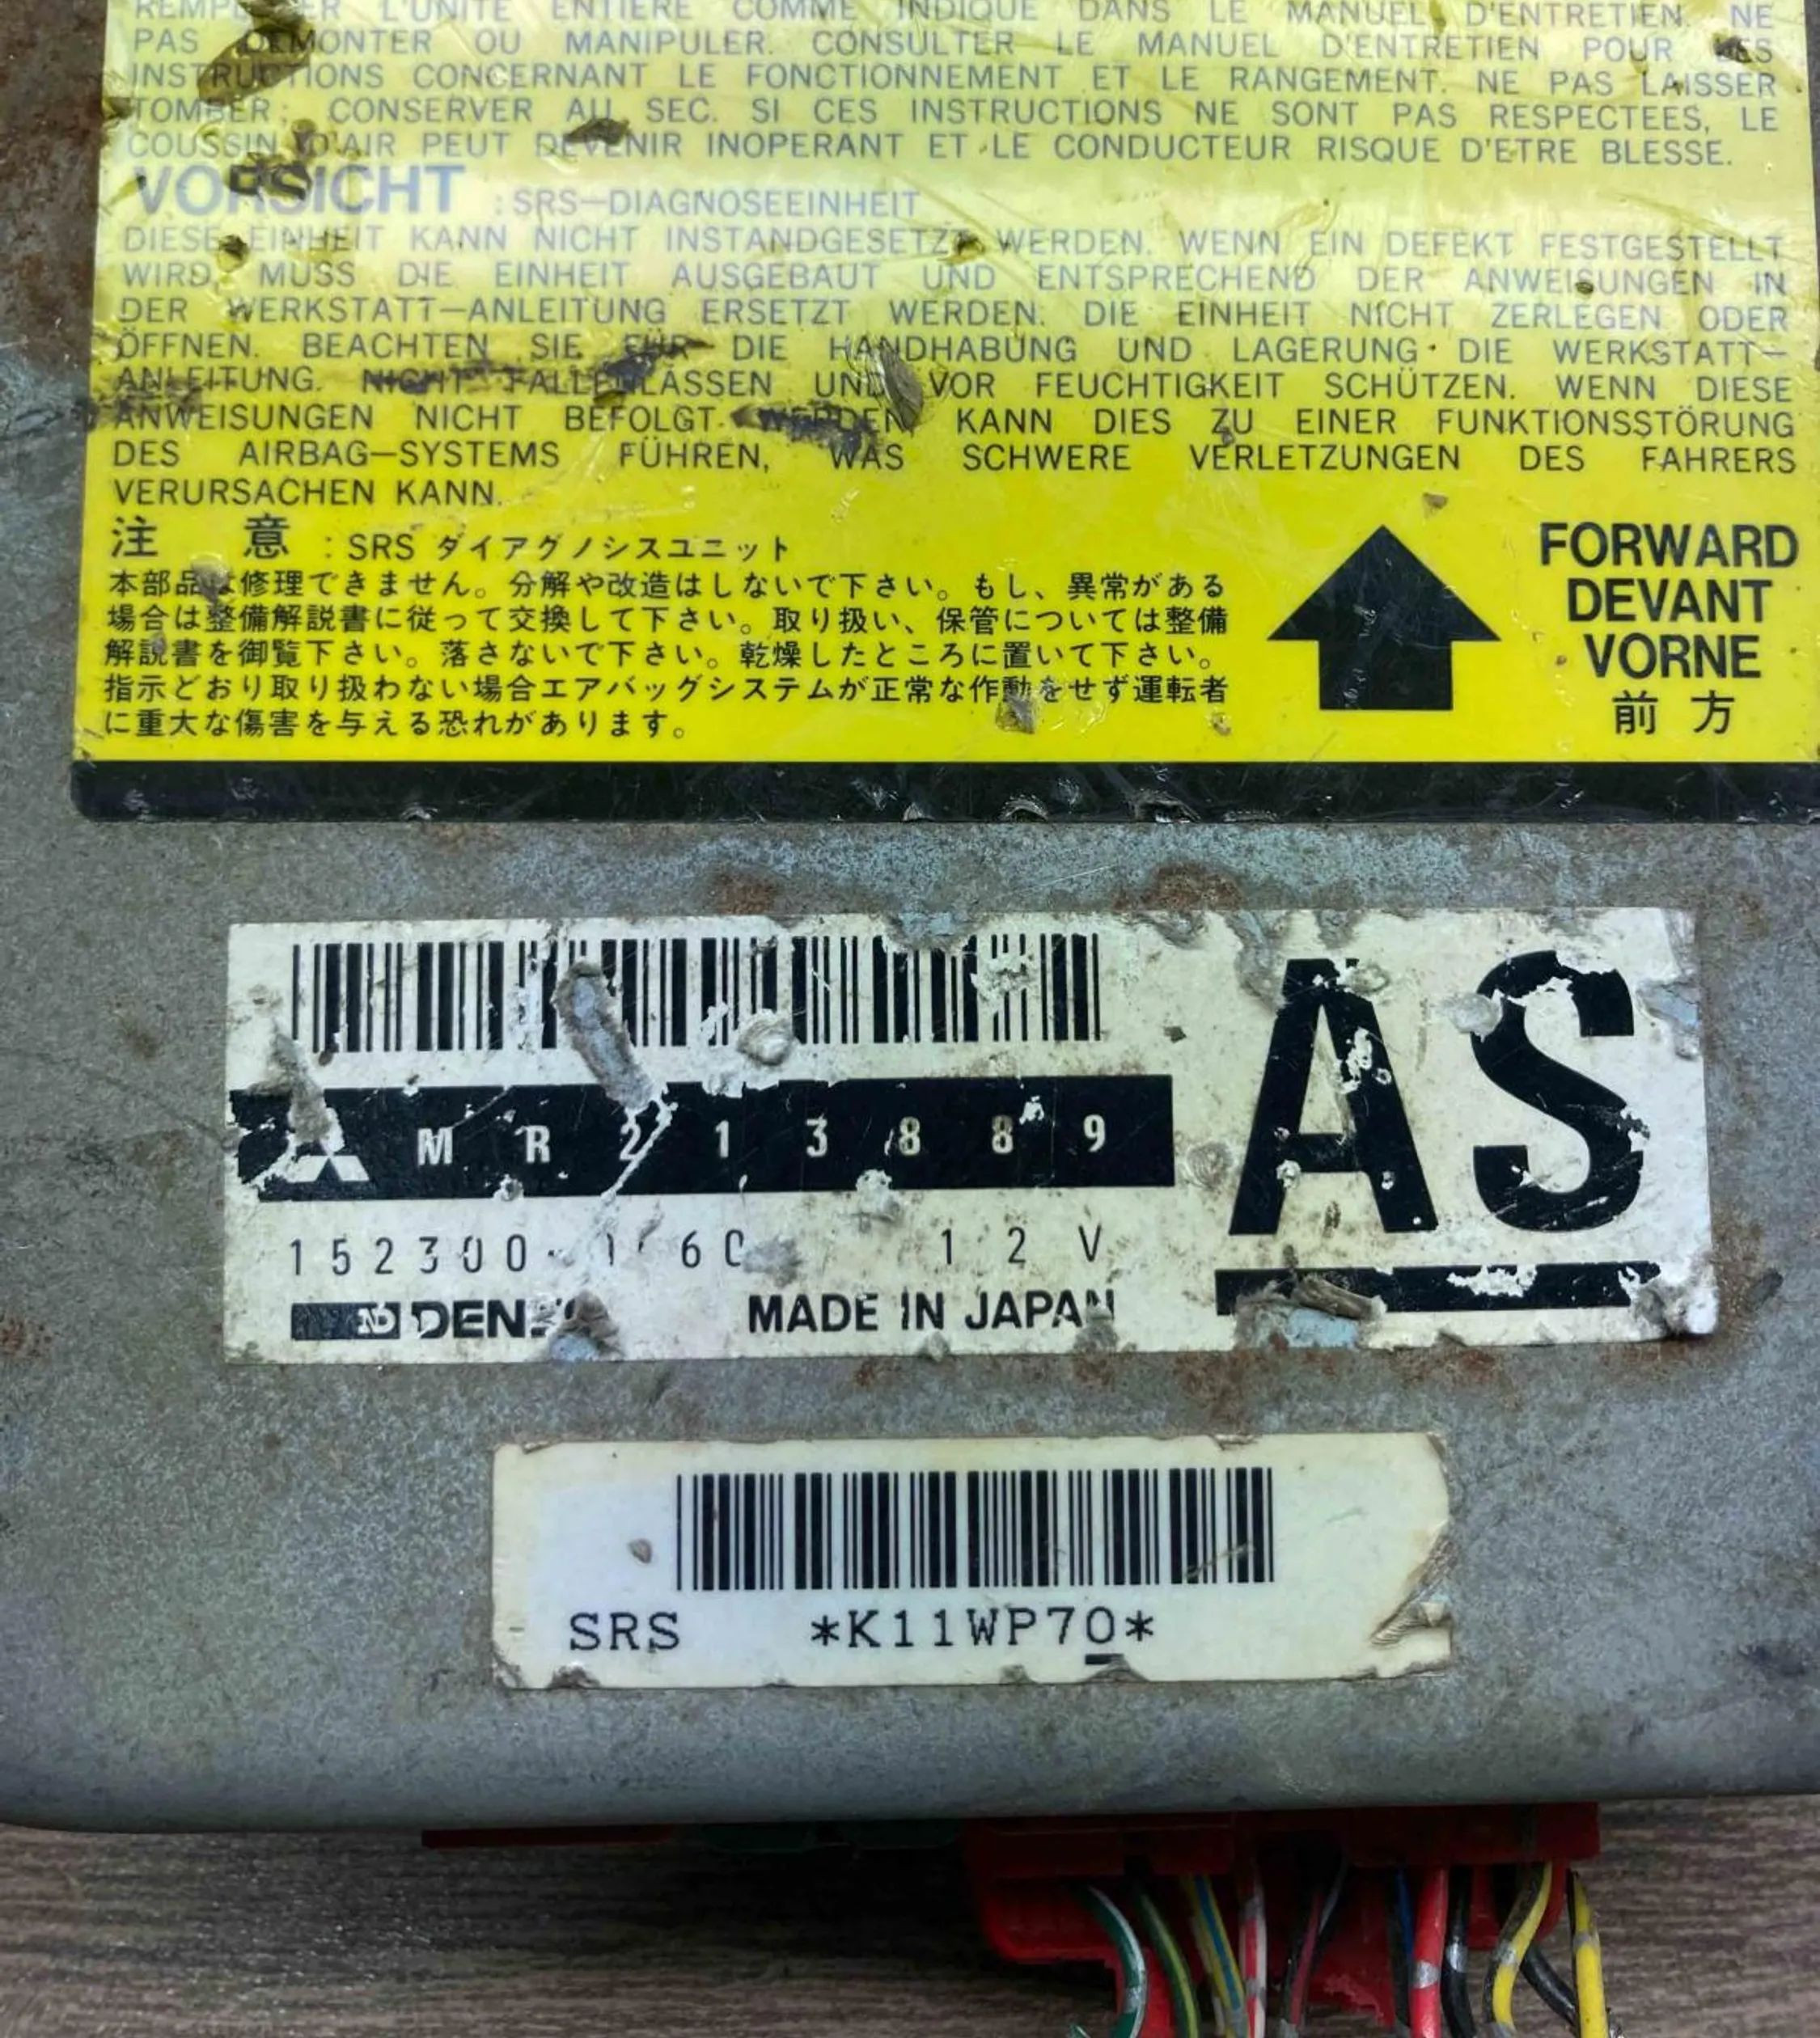 L'UNITE ENTIERE COMME INDIQUE DANS LE MANUEL D'ENTRETIEN. NE
PAS DEMONTER OU MANIPULER. CONSULTER LE MANUEL D'ENTRETIEN POUR DES
INSTRUCTIONS CONCERNANT LE FONCTIONNEMENT ET LE RANGEMENT. NE PAS LAISSER
TOMBER; CONSERVER AU SEC. SI CES INSTRUCTIONS NE SONT PAS RESPECTEES, LE
COUSSIN D'AIR PEUT DEVENIR INOPERANT ET LE CONDUCTEUR RISQUE D'ETRE BLESSE.
VORSICHT :SRS—DIAGNOSEEINHEIT
DIESE EINHEIT KANN NICHT INSTANDGESETZT WERDEN. WENN EIN DEFEKT FESTGESTELLT
WIRD, MUSS DIE EINHEIT AUSGEBAUT UND ENTSPRECHEND DER ANWEISUNGEN IN
DER WERKSTATT—ANLEITUNG ERSETZT WERDEN. DIE EINHEIT NICHT ZERLEGEN ODER
ÖFFNEN. BEACHTEN SIE FÜR DIE HANDHABUNG UND LAGERUNG DIE WERKSTATT—
ANLEITUNG. NICHT FALLENLASSEN UND VOR FEUCHTIGKEIT SCHÜTZEN. WENN DIESE
ANWEISUNGEN NICHT BEFOLGT WERDEN, KANN DIES ZU EINER FUNKTIONSSTÖRUNG
DES AIRBAG—SYSTEMS FÜHREN, WAS SCHWERE VERLETZUNGEN DES FAHRERS
VERURSACHEN KANN.
注 意 : SRS ダイアグノシスユニット
本部品は修理できません。分解や改造はしないで下さい。もし、異常がある
場合は整備解説書に従って交換して下さい。取り扱い、保管については整備
解説書を御覧下さい。落さないで下さい。乾燥したところに置いて下さい。
指示どおり取り扱わない場合エアバッグシステムが正常な作動をせず運転者
に重大な傷害を与える恐れがあります。
FORWARD
DEVANT
VORNE
前方
MR213889
12V
MADE IN JAPAN
AS
SRS *K11WP70*